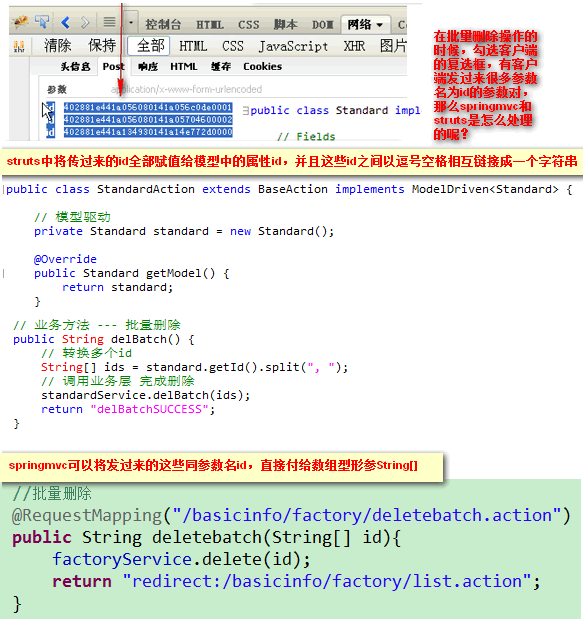 控制台 HTML CSS 脚本 DOM 网络
清除 保持 全部 HTML CSS JavaScript XHR 图片
头信息 Post 响应 HTML 缓存 Cookies
参数 application/x-www-form-urlencoded
id 402881e441a056080141a056c0de0001
id 402881e441a056080141a05704600002
id 402881e441a134930141a14e772d0000
public class Standard impl
// Fields
在批里删除操作的
时候，勾选客户端
的复选框，有客户
端发过来很多参数
名为id的参数对，
那么springmvc和
struts是怎么处理
的呢?
struts中将传过来的id全部赋值给模型中的属性id，并且这些id之间以逗号空格相互链接成一个字符串
public class StandardAction extends BaseAction implements ModelDriven<Standard> {
// 模型驱动
private Standard standard = new Standard();
@Override
public Standard getModel() {
return standard;
}
// 业务方法 --- 批量删除
public String delBatch() {
// 转换多个id
String[] ids = standard.getId().split(", ");
// 调用业务层 完成删除
standardService.delBatch(ids);
return "delBatchSUCCESS";
}
springmvc可以将发过来的这些同参数名id，直接付给数组型形参String[]
//批量删除
@RequestMapping("/basicinfo/factory/deletebatch.action")
public String deletebatch(String[] id){
factoryService.delete(id);
return "redirect:/basicinfo/factory/list.action";
}